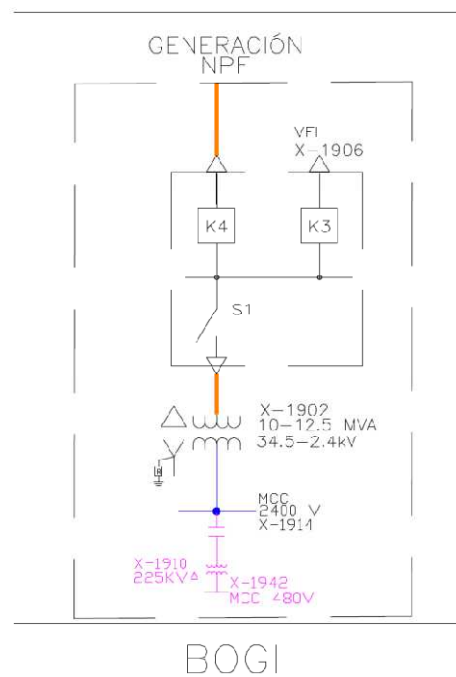 GENERACIÓN
NPF
VFI
X-1906
K4
K3
S1
X-1902
10-12.5 MVA
34.5-2.4kV
R
MCC
2400 V
X-1914
X-1910
225KVA
X-1942
MCC 480V
BOGI